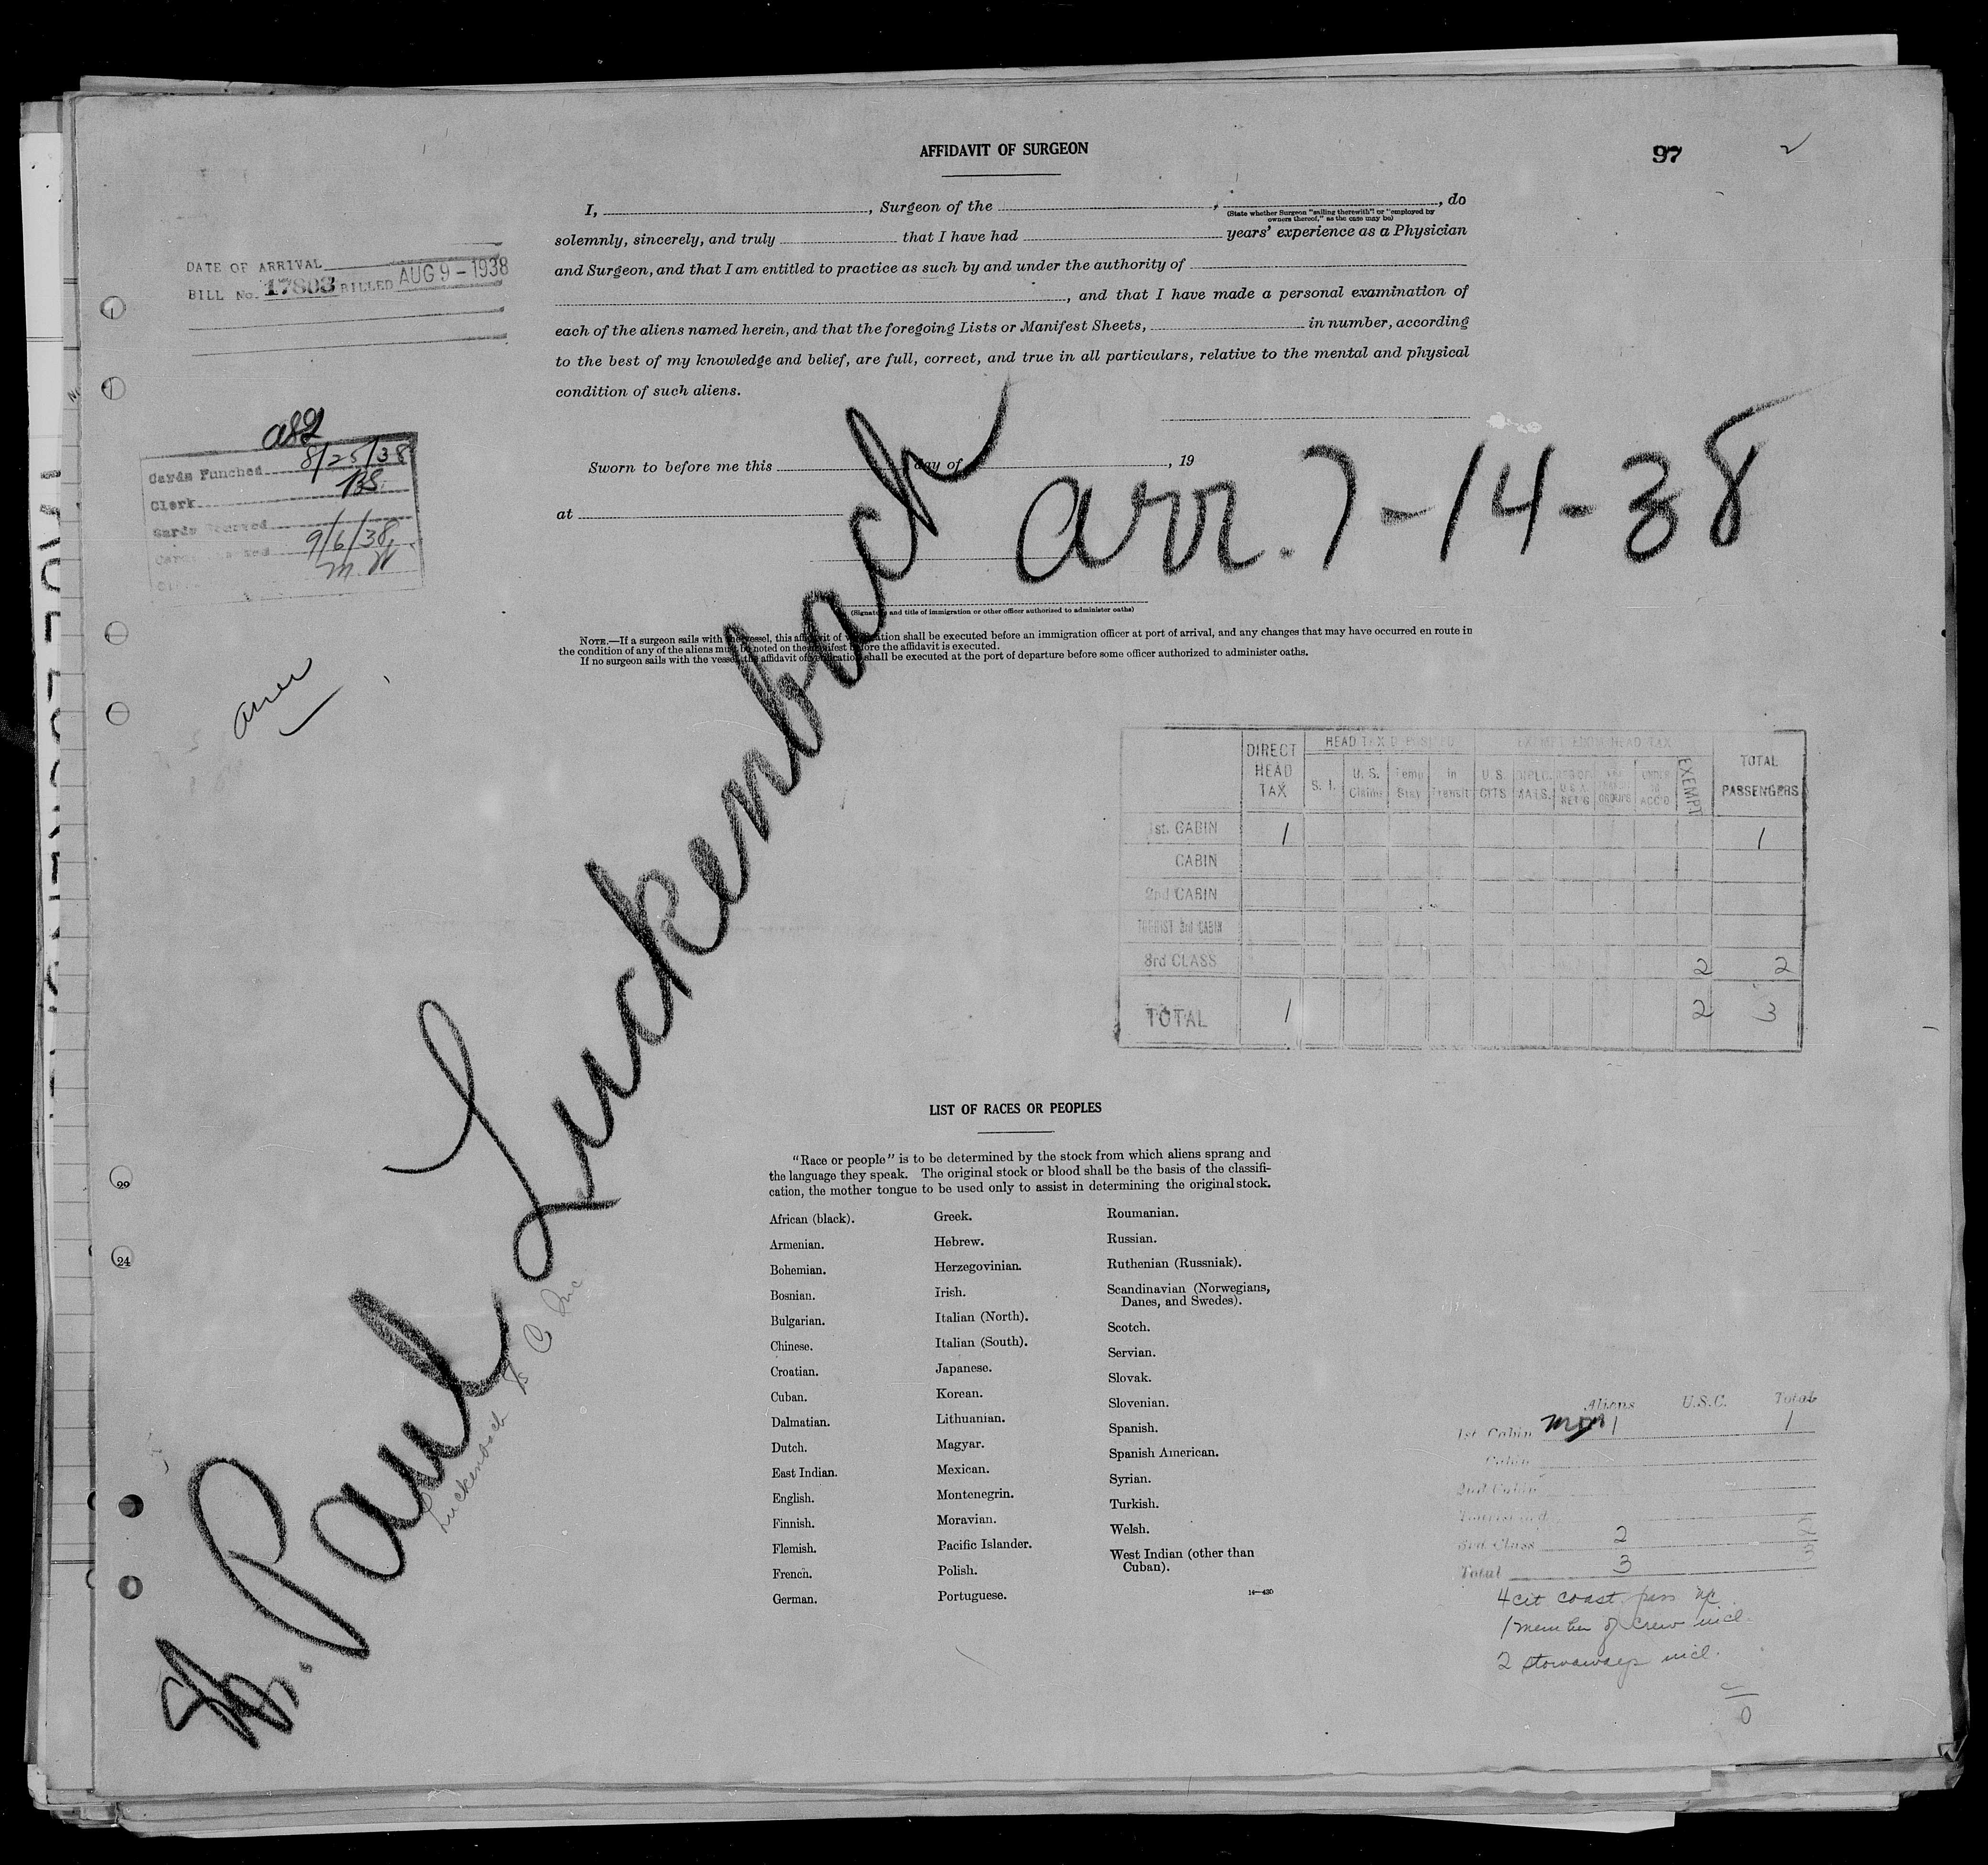 AFFIDAVIT OF SURGEON
97
I, , Surgeon of the , , do
(State whether Surgeon "sailing therewith" or "employed by
owners thereof," as the case may be)
solemnly, sincerely, and truly that I have had years' experience as a Physician
and Surgeon, and that I am entitled to practice as such by and under the authority of
, and that I have made a personal examination of
each of the aliens named herein, and that the foregoing Lists or Manifest Sheets, in number, according
to the best of my knowledge and belief, are full, correct, and true in all particulars, relative to the mental and physical
condition of such aliens.
DATE OF ARRIVAL
BILL No. 17803 BILLED AUG 9 - 1938
Cards Punched 8/25/38
Clerk
9/6/38
Sworn to before me this day of , 19
at
arr. 7-14-38
(Signature and title of immigration or other officer authorized to administer oaths)
NOTE.—If a surgeon sails with the vessel, this affidavit of verification shall be executed before an immigration officer at port of arrival, and any changes that may have occurred en route in
the condition of any of the aliens must be noted on the manifest before the affidavit is executed.
If no surgeon sails with the vessel, the affidavit of verification shall be executed at the port of departure before some officer authorized to administer oaths.
Paul Luckenbach
Luckenbach
DIRECT HEAD TAX
HEAD TAX DEPOSITED
EXEMPT FROM HEAD TAX
TOTAL PASSENGERS
S. I. U. S. Claims Temp Stay In Transit U. S. CITS DIPLO. MATS. EXEMPT
1st. CABIN 1 1
CABIN
2nd CABIN
TOURIST 3rd CABIN
3rd CLASS 2 2
TOTAL 1 2 3
LIST OF RACES OR PEOPLES
"Race or people" is to be determined by the stock from which aliens sprang and
the language they speak. The original stock or blood shall be the basis of the classifi-
cation, the mother tongue to be used only to assist in determining the original stock.
African (black).
Armenian.
Bohemian.
Bosnian.
Bulgarian.
Chinese.
Croatian.
Cuban.
Dalmatian.
Dutch.
East Indian.
English.
Finnish.
Flemish.
French.
German.
Greek.
Hebrew.
Herzegovinian.
Irish.
Italian (North).
Italian (South).
Japanese.
Korean.
Lithuanian.
Magyar.
Mexican.
Montenegrin.
Moravian.
Pacific Islander.
Polish.
Portuguese.
Roumanian.
Russian.
Ruthenian (Russniak).
Scandinavian (Norwegians,
Danes, and Swedes).
Scotch.
Servian.
Slovak.
Slovenian.
Spanish.
Spanish American.
Syrian.
Turkish.
Welsh.
West Indian (other than
Cuban).
14—430
Aliens U.S.C. Total
1st Cabin 1 1
Cabin
2nd Cabin
3rd Class 2
Total 3 3
4 cit coast. pass
1 member of crew incl.
2 stowaways incl.
24